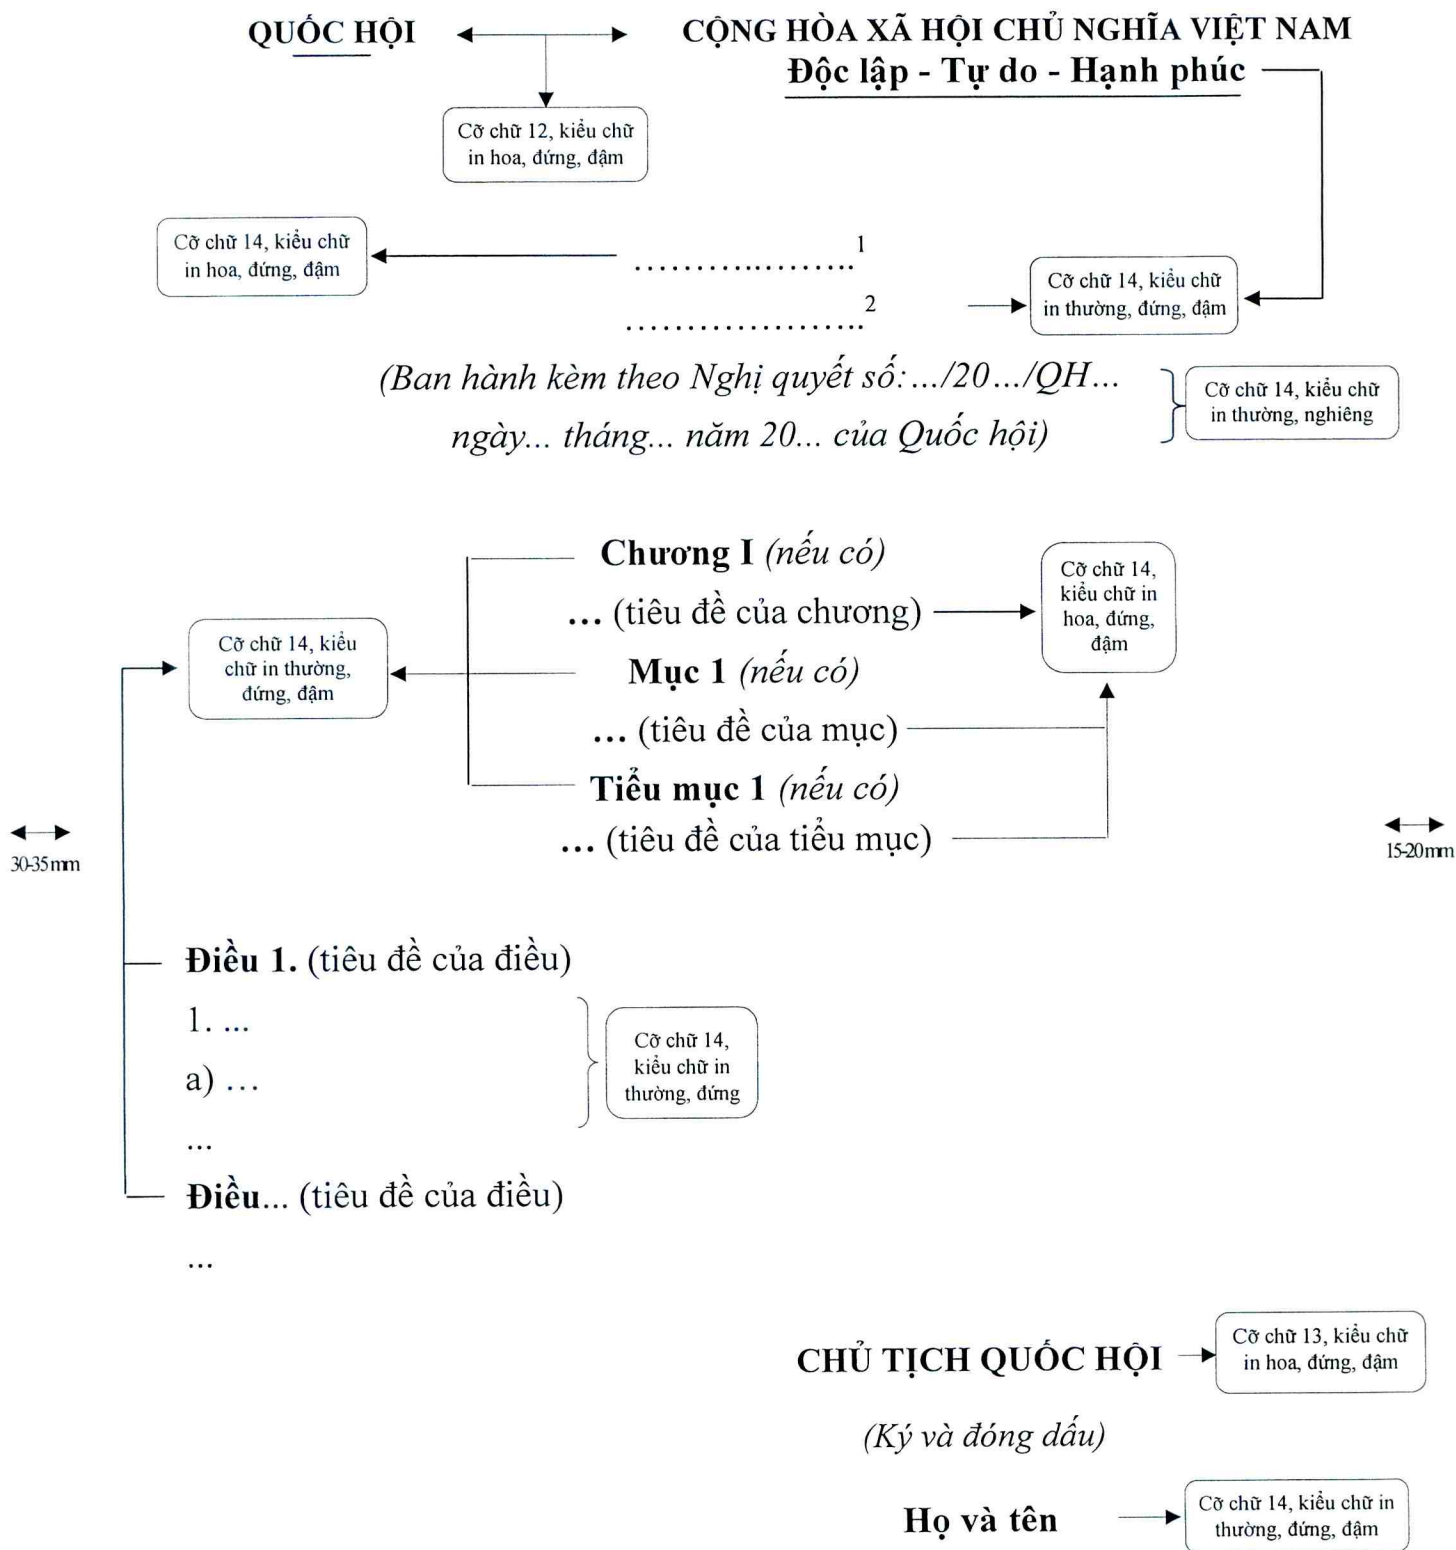 QUỐC HỘI
CỘNG HÒA XÃ HỘI CHỦ NGHĨA VIỆT NAM
Độc lập - Tự do - Hạnh phúc
Cỡ chữ 12, kiểu chữ
in hoa, đứng, đậm
Cỡ chữ 14, kiểu chữ
in hoa, đứng, đậm
....................1
.....................2
Cỡ chữ 14, kiểu chữ
in thường, đứng, đậm
(Ban hành kèm theo Nghị quyết số:.../20.../QH...
ngày... tháng... năm 20... của Quốc hội)
Cỡ chữ 14, kiểu chữ
in thường, nghiêng
Chương I (nếu có)
... (tiêu đề của chương)
Cỡ chữ 14,
kiểu chữ in
hoa, đứng,
đậm
Cỡ chữ 14, kiểu
chữ in thường,
đứng, đậm
Mục 1 (nếu có)
... (tiêu đề của mục)
Tiểu mục 1 (nếu có)
... (tiêu đề của tiểu mục)
30-35mm
15-20mm
Điều 1. (tiêu đề của điều)
1. ...
a) ...
...
Cỡ chữ 14,
kiểu chữ in
thường, đứng
Điều... (tiêu đề của điều)
...
CHỦ TỊCH QUỐC HỘI
Cỡ chữ 13, kiểu chữ
in hoa, đứng, đậm
(Ký và đóng dấu)
Họ và tên
Cỡ chữ 14, kiểu chữ in
thường, đứng, đậm